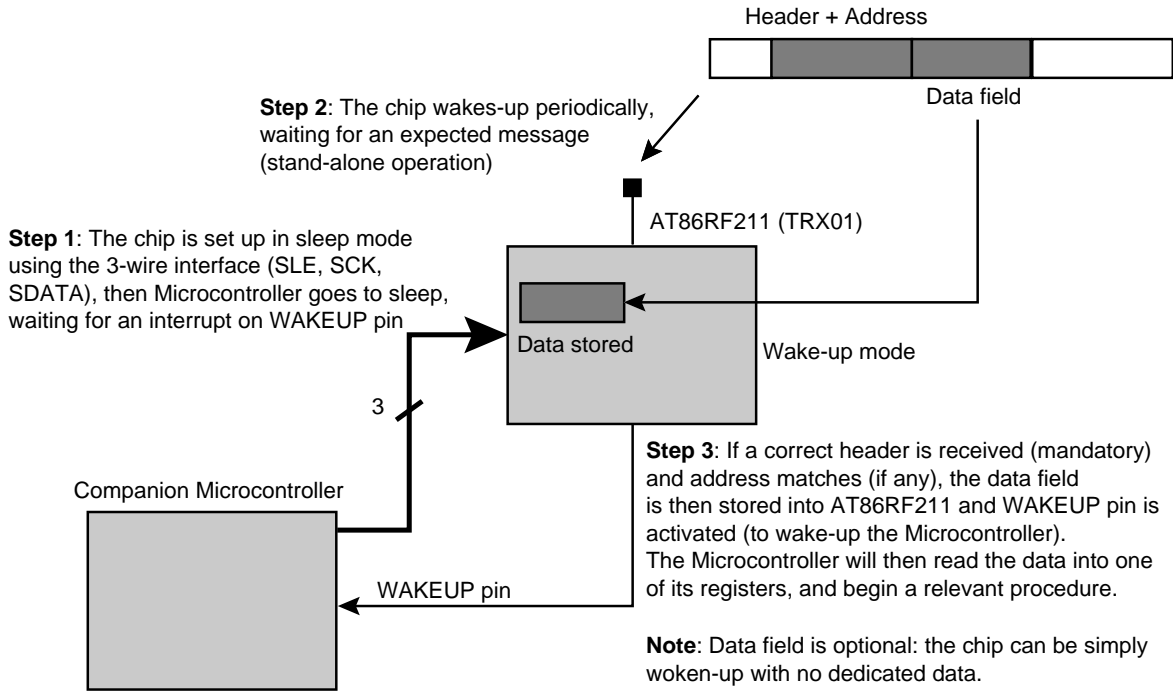 Header + Address
Data field
Step 2: The chip wakes-up periodically,
waiting for an expected message
(stand-alone operation)
AT86RF211 (TRX01)
Step 1: The chip is set up in sleep mode
using the 3-wire interface (SLE, SCK,
SDATA), then Microcontroller goes to sleep,
waiting for an interrupt on WAKEUP pin
Data stored
Wake-up mode
3
Step 3: If a correct header is received (mandatory)
and address matches (if any), the data field
is then stored into AT86RF211 and WAKEUP pin is
activated (to wake-up the Microcontroller).
The Microcontroller will then read the data into one
of its registers, and begin a relevant procedure.
Companion Microcontroller
WAKEUP pin
Note: Data field is optional: the chip can be simply
woken-up with no dedicated data.